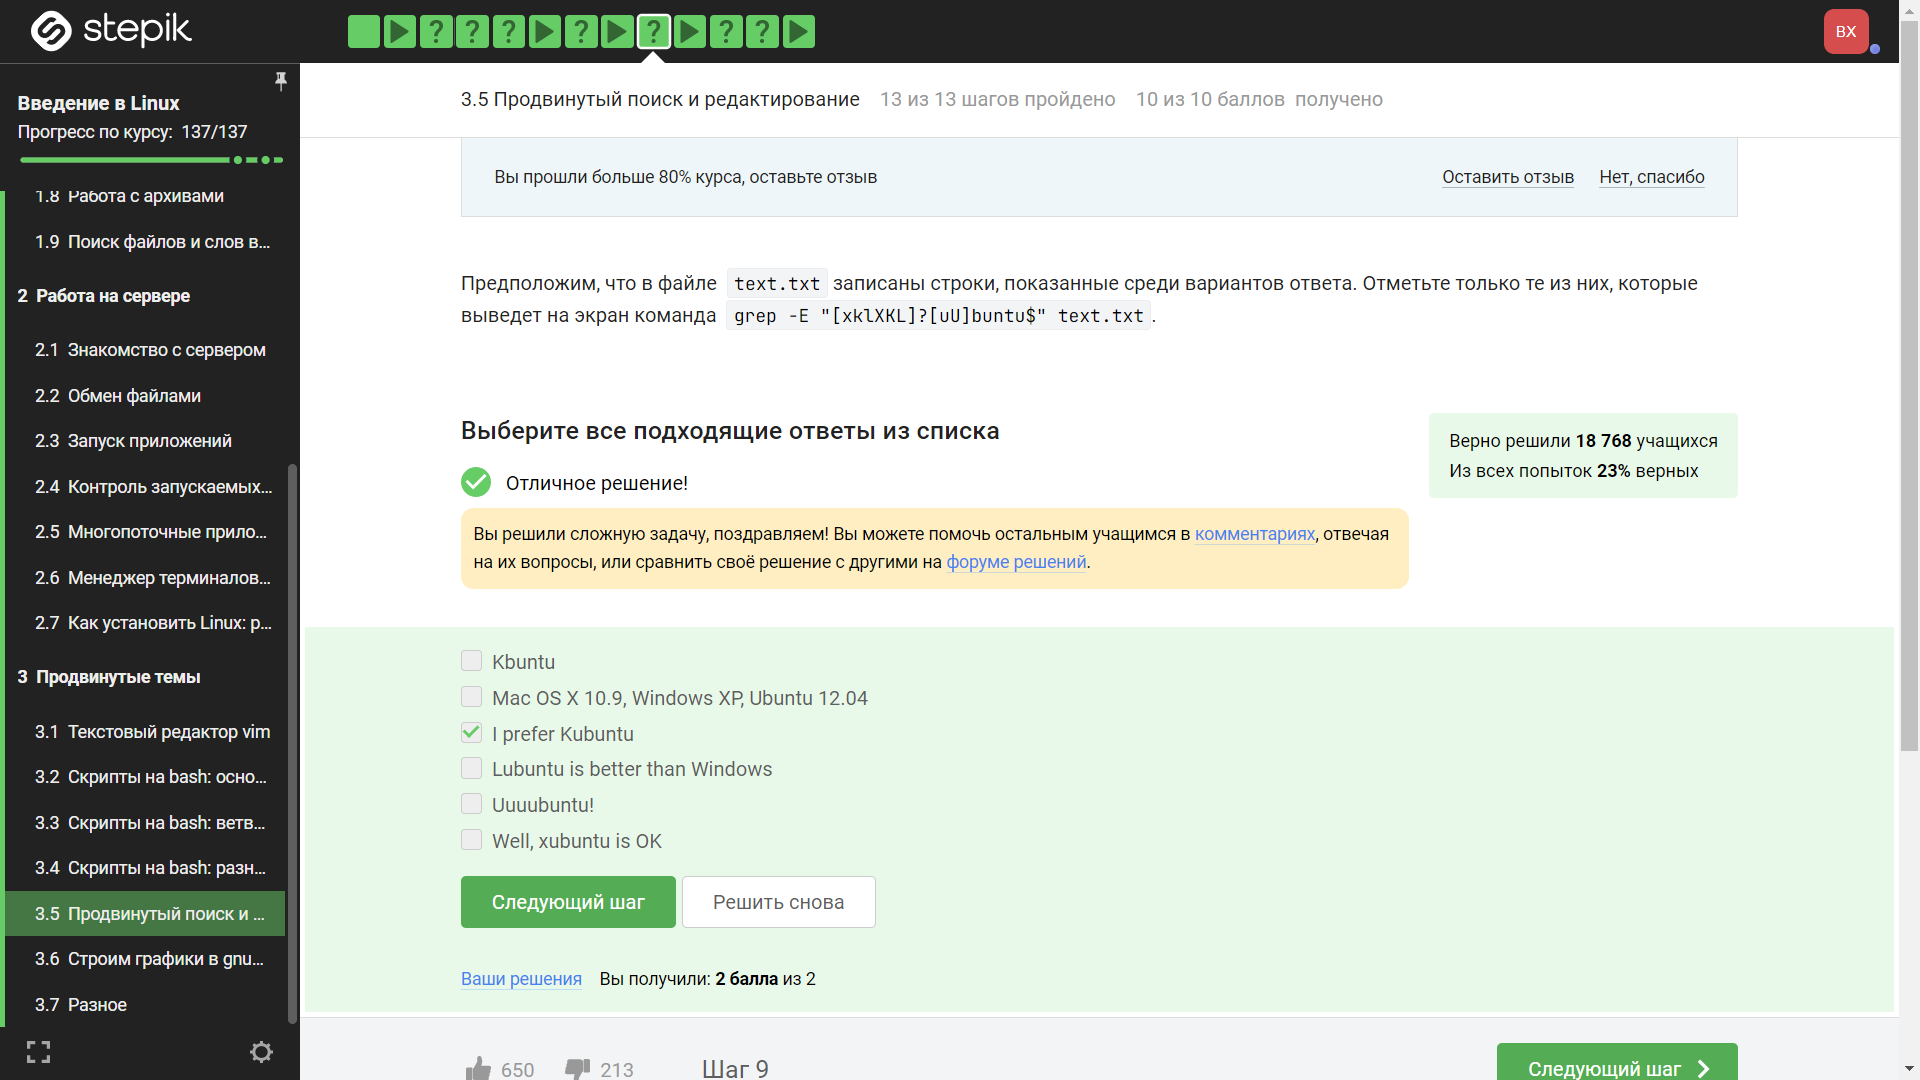 stepik
? ? ? ? ? ? ?
BX
Введение в Linux
Прогресс по курсу: 137/137
1.8 Работа с архивами
1.9 Поиск файлов и слов в...
2 Работа на сервере
2.1 Знакомство с сервером
2.2 Обмен файлами
2.3 Запуск приложений
2.4 Контроль запускаемых...
2.5 Многопоточные прило...
2.6 Менеджер терминалов...
2.7 Как установить Linux: р...
3 Продвинутые темы
3.1 Текстовый редактор vim
3.2 Скрипты на bash: осно...
3.3 Скрипты на bash: ветв...
3.4 Скрипты на bash: разн...
3.5 Продвинутый поиск и ...
3.6 Строим графики в gnu...
3.7 Разное
3.5 Продвинутый поиск и редактирование 13 из 13 шагов пройдено 10 из 10 баллов получено
Вы прошли больше 80% курса, оставьте отзыв Оставить отзыв Нет, спасибо
Предположим, что в файле text.txt записаны строки, показанные среди вариантов ответа. Отметьте только те из них, которые
выведет на экран команда grep -E "[xklXKL]?[uU]buntu$" text.txt.
Выберите все подходящие ответы из списка
Верно решили 18 768 учащихся
Из всех попыток 23% верных
Отличное решение!
Вы решили сложную задачу, поздравляем! Вы можете помочь остальным учащимся в комментариях, отвечая
на их вопросы, или сравнить своё решение с другими на форуме решений.
Kbuntu
Mac OS X 10.9, Windows XP, Ubuntu 12.04
I prefer Kubuntu
Lubuntu is better than Windows
Uuuubuntu!
Well, xubuntu is OK
Следующий шаг Решить снова
Ваши решения Вы получили: 2 балла из 2
650 213 Шаг 9 Следующий шаг